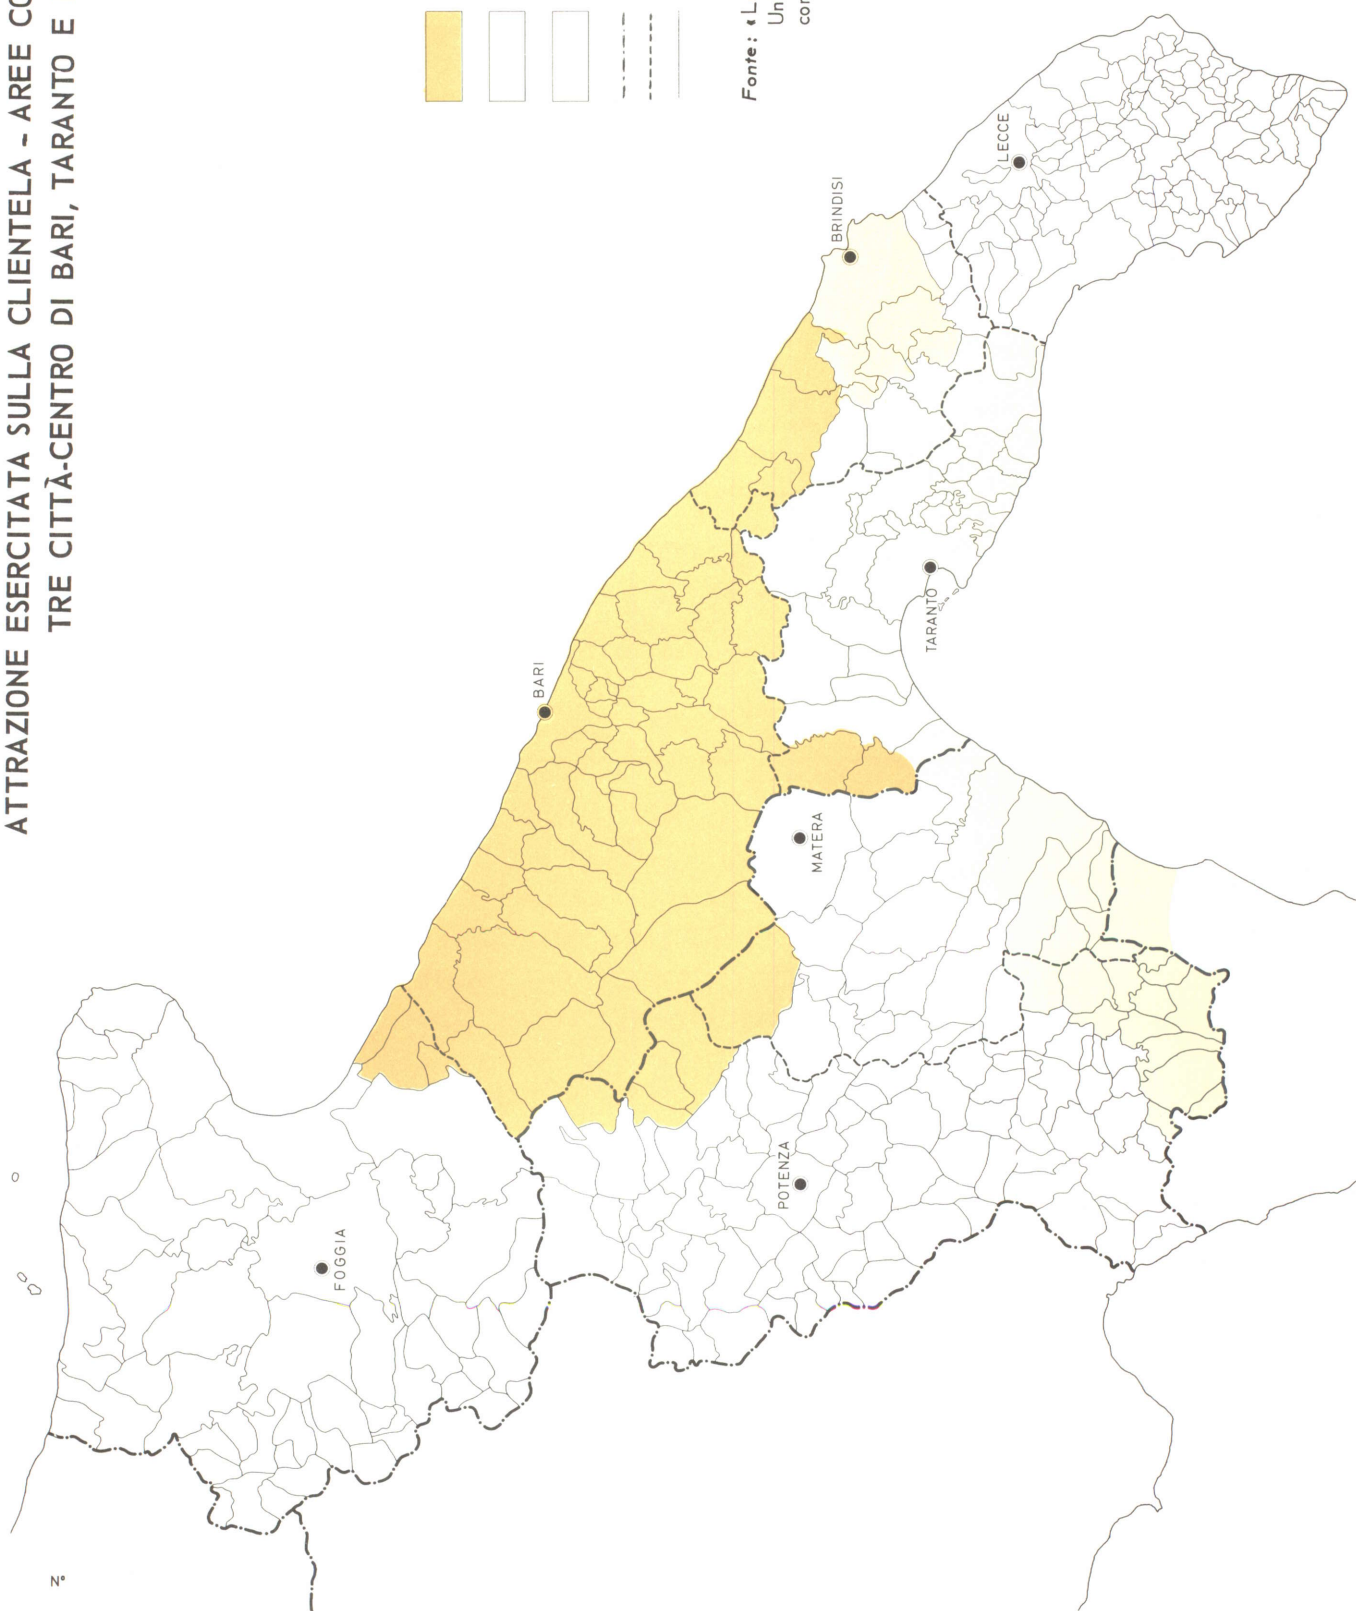 ATTRAZIONE ESERCITATA SULLA CLIENTELA - AREE
TRE CITTÀ-CENTRO DI BARI, TARANTO E
Fonte: «
LECCE
BRINDISI
BARI
TARANTO
MATERA
POTENZA
FOGGIA
N°